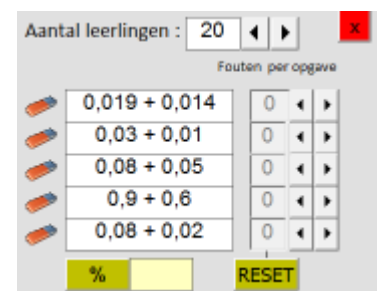 Aantal leerlingen : 20 x
Fouten per opgave
0,019 + 0,014 0
0,03 + 0,01 0
0,08 + 0,05 0
0,9 + 0,6 0
0,08 + 0,02 0
% RESET